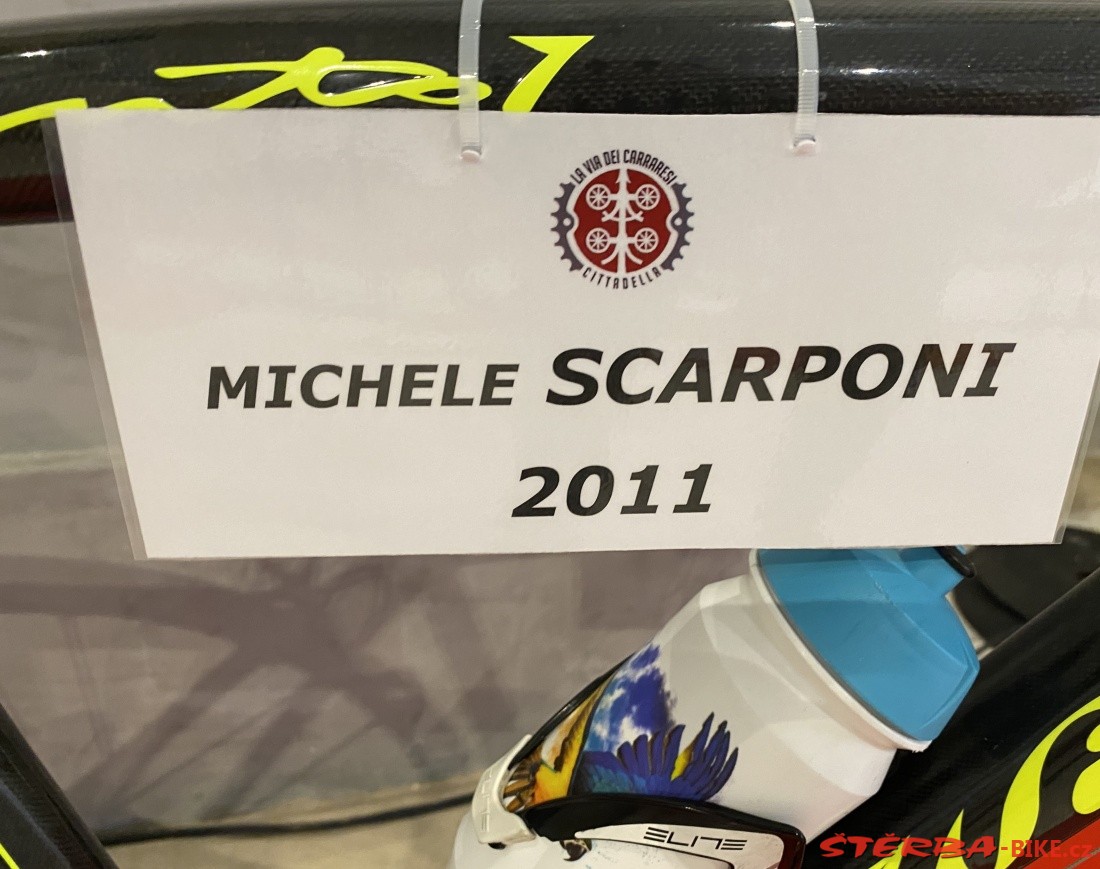 LA VIA DEI CARRARESI
CITTADELLA
MICHELE SCARPONI
2011
ELITE
ŠTĚRBA-BIKE.cz